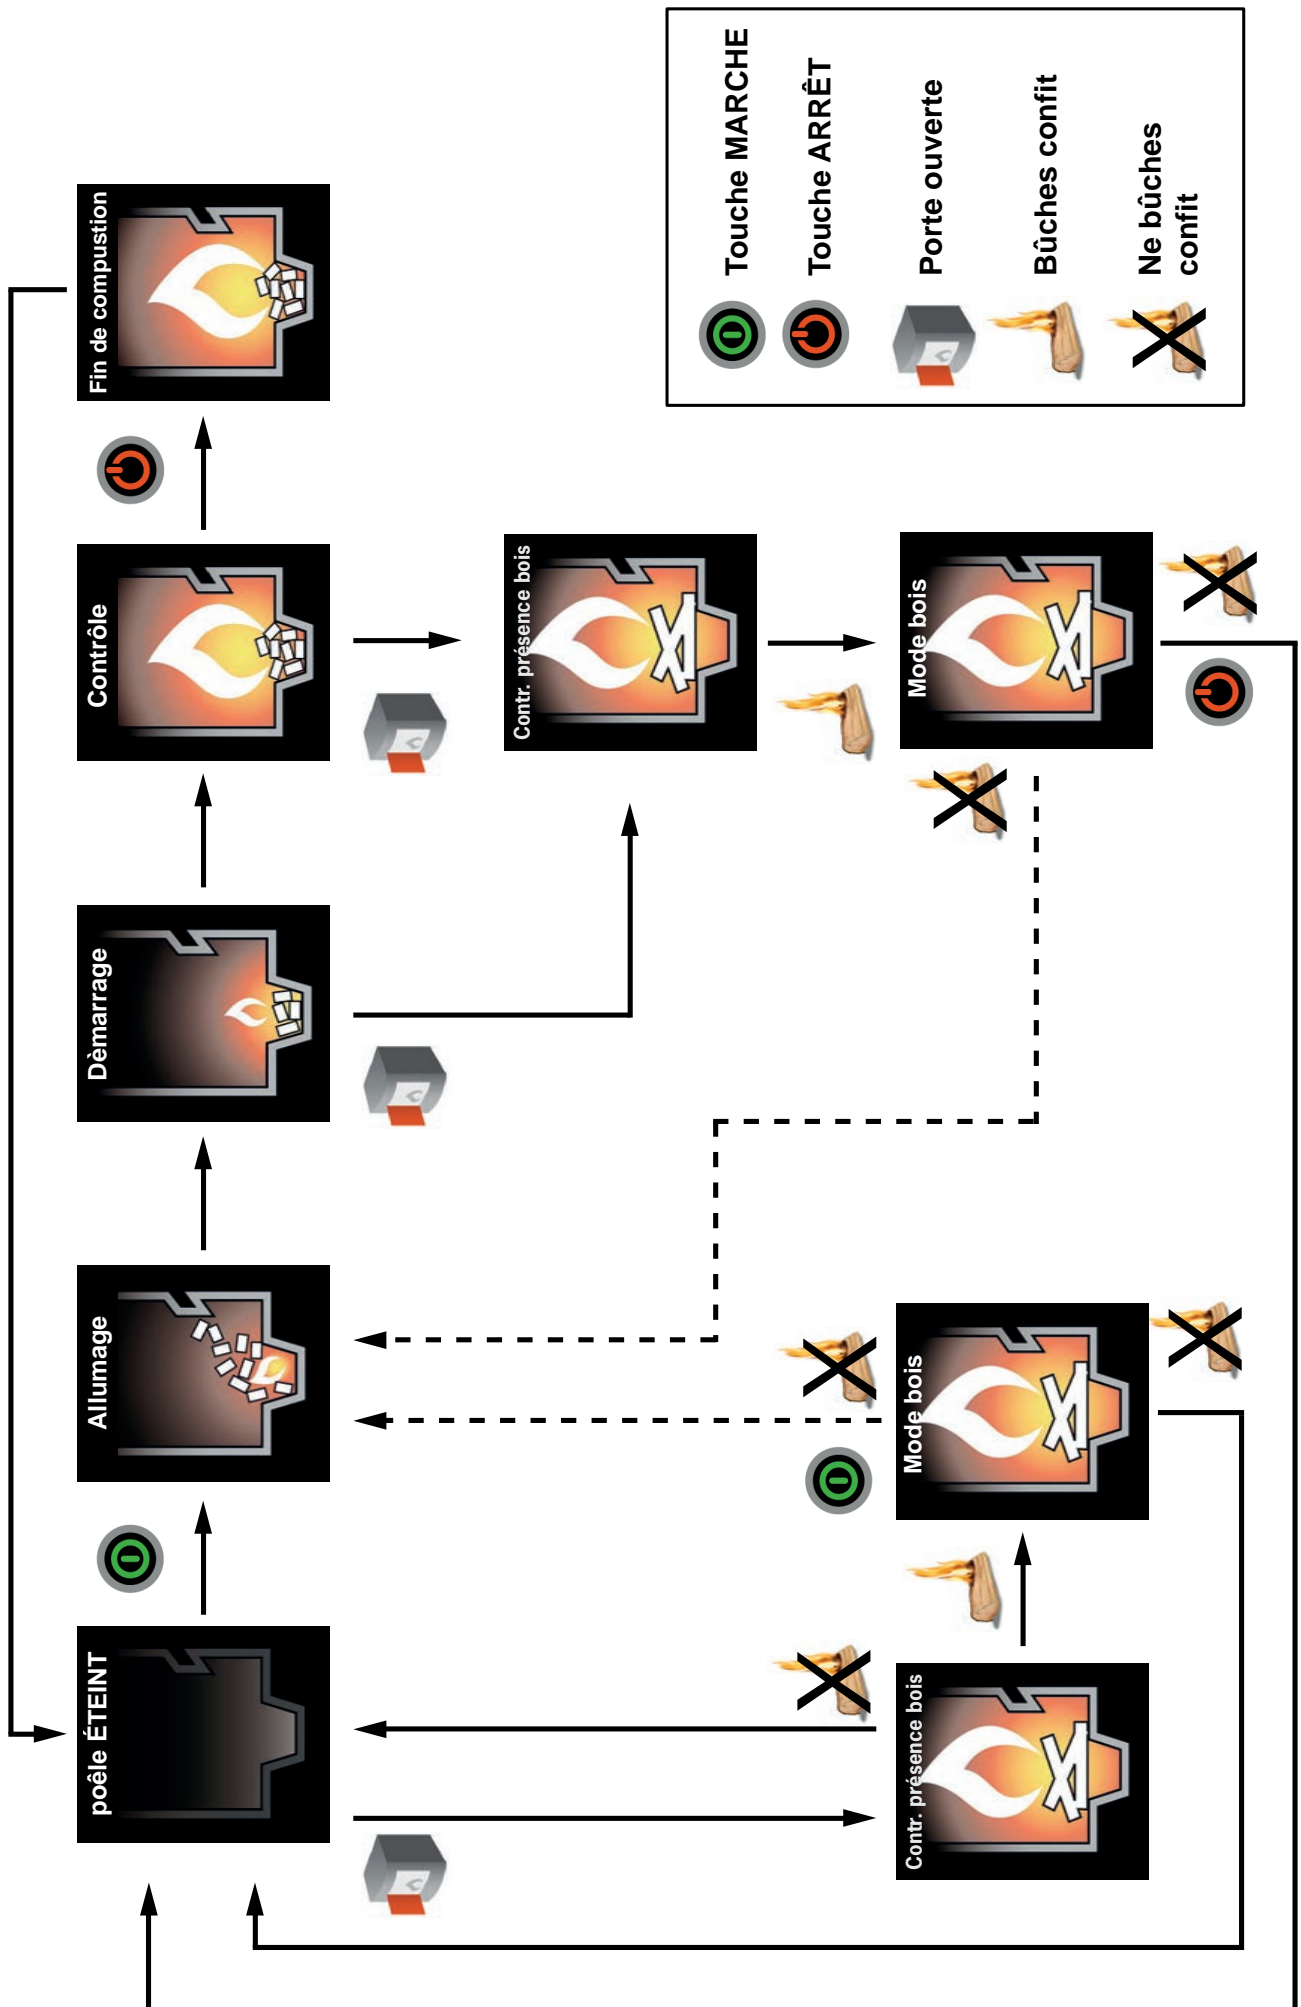 poêle ÉTEINT
Allumage
Dèmarrage
Contrôle
Fin de compustion
Contr. présence bois
Mode bois
Contr. présence bois
Mode bois
Touche MARCHE
Touche ARRÊT
Porte ouverte
Bûches confit
Ne bûches
confit